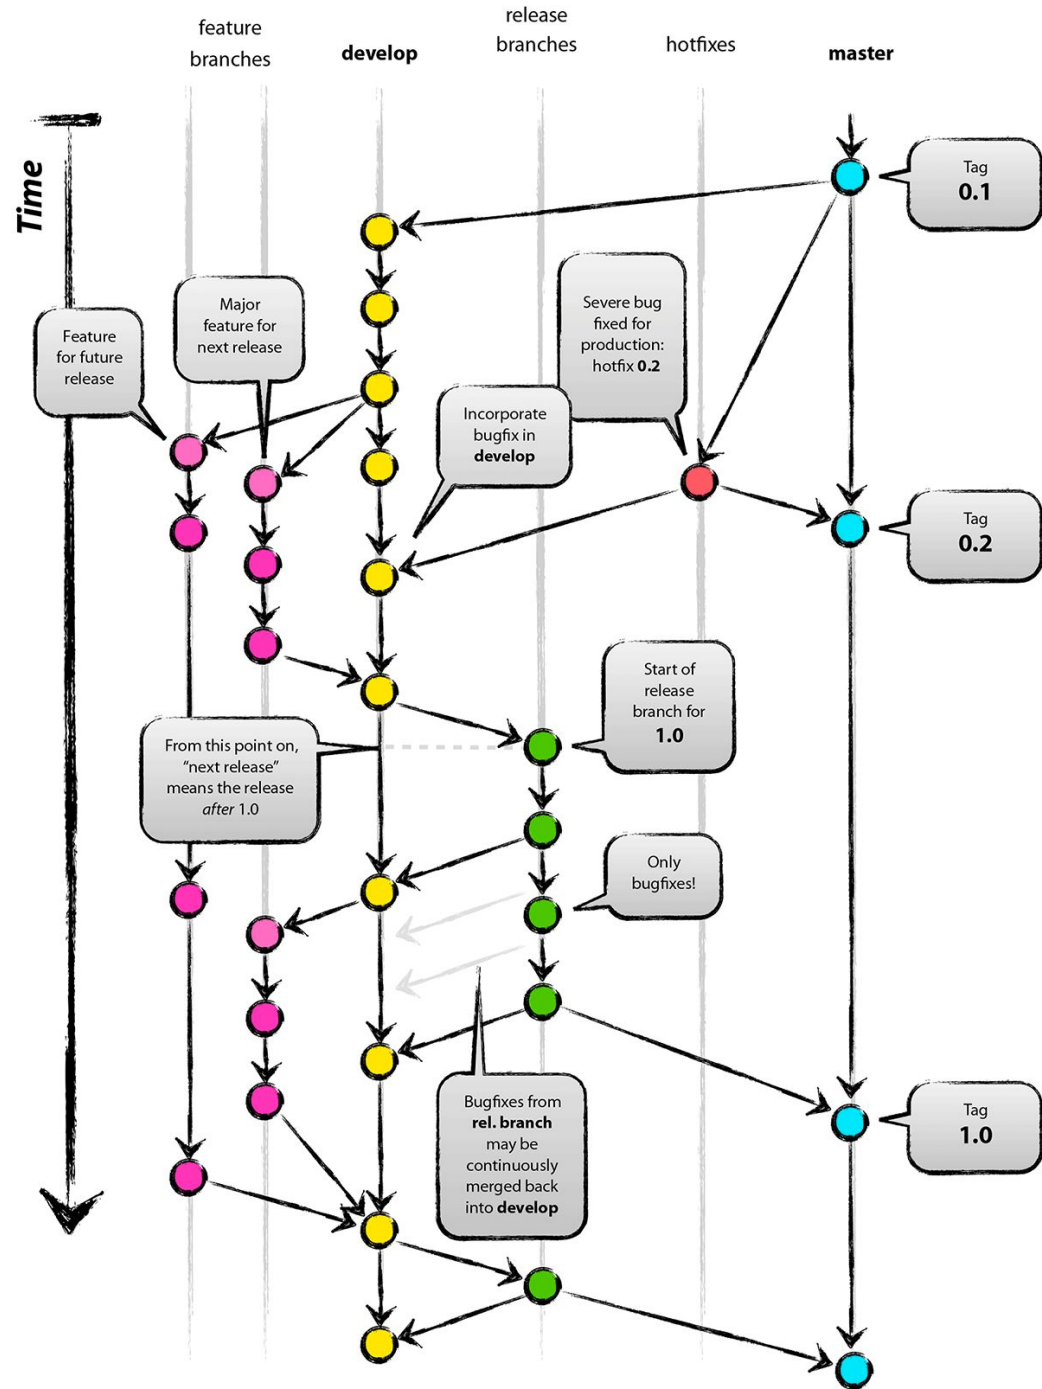 feature
branches
develop
release
branches
hotfixes
master
Time
Tag
0.1
Major
feature for
next release
Severe bug
fixed for
production:
hotfix 0.2
Feature
for future
release
Incorporate
bugfix in
develop
Tag
0.2
Start of
release
branch for
1.0
From this point on,
“next release”
means the release
after 1.0
Only
bugfixes!
Bugfixes from
rel. branch
may be
continuously
merged back
into develop
Tag
1.0